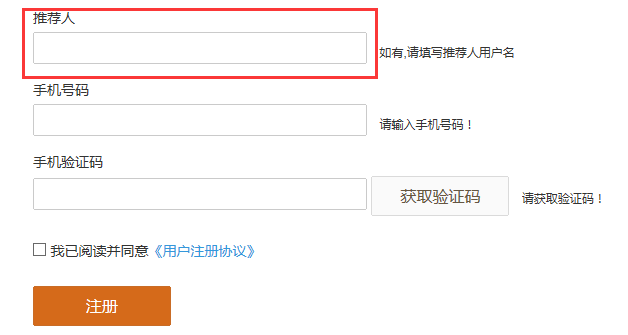 推荐人
如有,请填写推荐人用户名
手机号码
请输入手机号码！
手机验证码
获取验证码 请获取验证码！
我已阅读并同意《用户注册协议》
注册